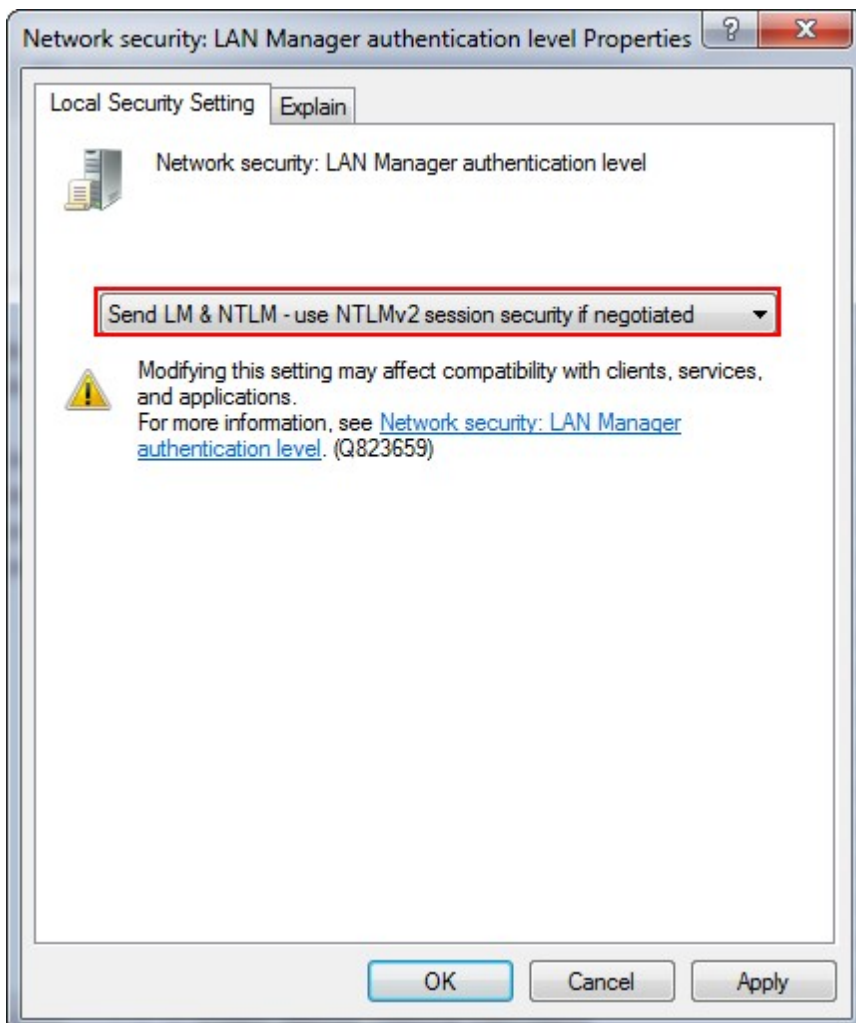 Network security: LAN Manager authentication level Properties
Local Security Setting
Explain
Network security: LAN Manager authentication level
Send LM & NTLM - use NTLMv2 session security if negotiated
Modifying this setting may affect compatibility with clients, services,
and applications.
For more information, see Network security: LAN Manager
authentication level. (Q823659)
OK
Cancel
Apply